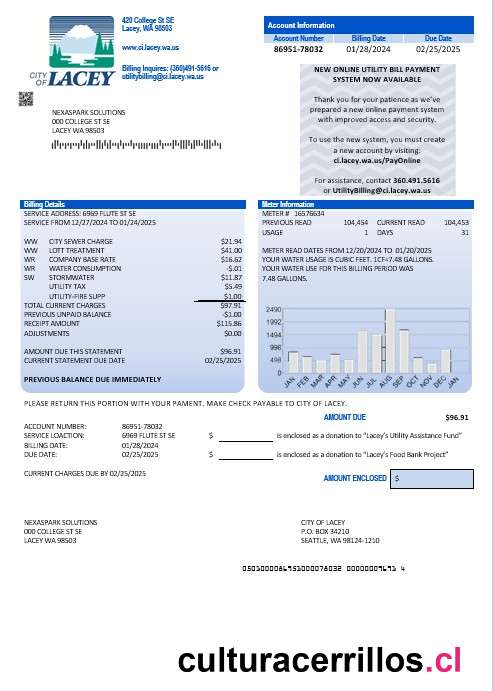 CITY OF LACEY
420 College St SE
Lacey, WA 98503
www.ci.lacey.wa.us
Billing Inquires: (360)491-5616 or
utilitybilling@ci.lacey.wa.us
Account Information
Account Number Billing Date Due Date
86951-78032 01/28/2024 02/25/2025
NEW ONLINE UTILITY BILL PAYMENT
SYSTEM NOW AVAILABLE
Thank you for your patience as we've
prepared a new online payment system
with improved access and security.
To use the new system, you must create
a new account by visiting:
ci.lacey.wa.us/PayOnline
For assistance, contact 360.491.5616
or UtilityBilling@ci.lacey.wa.us
NEXASPARK SOLUTIONS
000 COLLEGE ST SE
LACEY WA 98503
Billing Details
SERVICE ADDRESS: 6969 FLUTE ST SE
SERVICE FROM 12/27/2024 TO 01/24/2025
WW CITY SEWER CHARGE $21.94
WW LOTT TREATMENT $41.00
WR COMPANY BASE RATE $16.62
WR WATER CONSUMPTION -$.01
SW STORMWATER $11.87
UTILITY TAX $5.49
UTILITY-FIRE SUPP $1.00
TOTAL CURRENT CHARGES $97.91
PREVIOUS UNPAID BALANCE -$1.00
RECEIPT AMOUNT $115.86
ADJUSTMENTS $0.00
AMOUNT DUE THIS STATEMENT $96.91
CURRENT STATEMENT DUE DATE 02/25/2025
PREVIOUS BALANCE DUE IMMEDIATELY
Meter Information
METER # 16576634
PREVIOUS READ 104,454 CURRENT READ 104,453
USAGE 1 DAYS 31
METER READ DATES FROM 12/20/2024 TO 01/20/2025
YOUR WATER USAGE IS CUBIC FEET. 1CF=7.48 GALLONS.
YOUR WATER USE FOR THIS BILLING PERIOD WAS
7.48 GALLONS.
2490
1992
1494
996
498
0
JAN FEB MAR APR MAY JUN JUL AUG SEP OCT NOV DEC JAN
PLEASE RETURN THIS PORTION WITH YOUR PAMENT. MAKE CHECK PAYABLE TO CITY OF LACEY.
AMOUNT DUE $96.91
ACCOUNT NUMBER: 86951-78032
SERVICE LOACTION: 6969 FLUTE ST SE $ is enclosed as a donation to "Lacey's Utility Assistance Fund"
BILLING DATE: 01/28/2024
DUE DATE: 02/25/2025 $ is enclosed as a donation to "Lacey's Food Bank Project"
CURRENT CHARGES DUE BY 02/25/2025
AMOUNT ENCLOSED $
NEXASPARK SOLUTIONS
000 COLLEGE ST SE
LACEY WA 98503
CITY OF LACEY
P.O. BOX 34210
SEATTLE, WA 98124-1210
culturacerrillos.cl